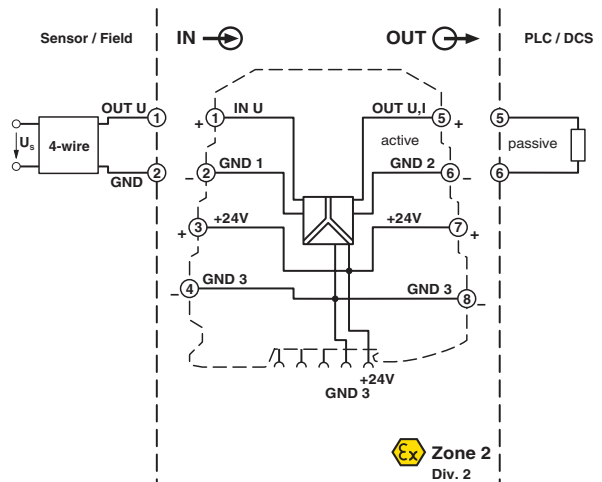 Sensor / Field
IN
OUT
PLC / DCS
OUT U
1
+
1
IN U
OUT U,I
5
+
5
Us
4-wire
active
passive
GND
2
–
2
GND 1
GND 2
6
–
6
+
3
+24V
+24V
7
+
–
4
GND 3
GND 3
8
–
+24V
GND 3
Ex
Zone 2
Div. 2